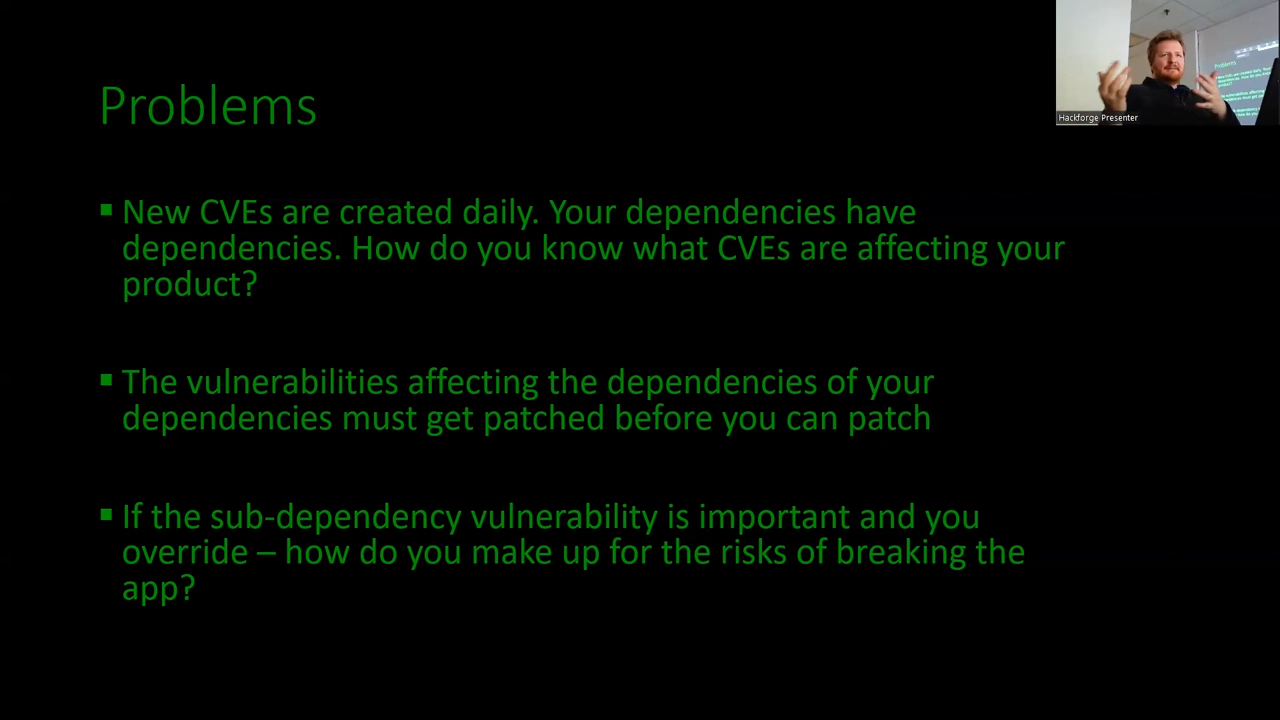 Problems
▪ New CVEs are created daily. Your dependencies have
dependencies. How do you know what CVEs are affecting your
product?
▪ The vulnerabilities affecting the dependencies of your
dependencies must get patched before you can patch
▪ If the sub-dependency vulnerability is important and you
override – how do you make up for the risks of breaking the
app?
Hackforge Presenter
Problems